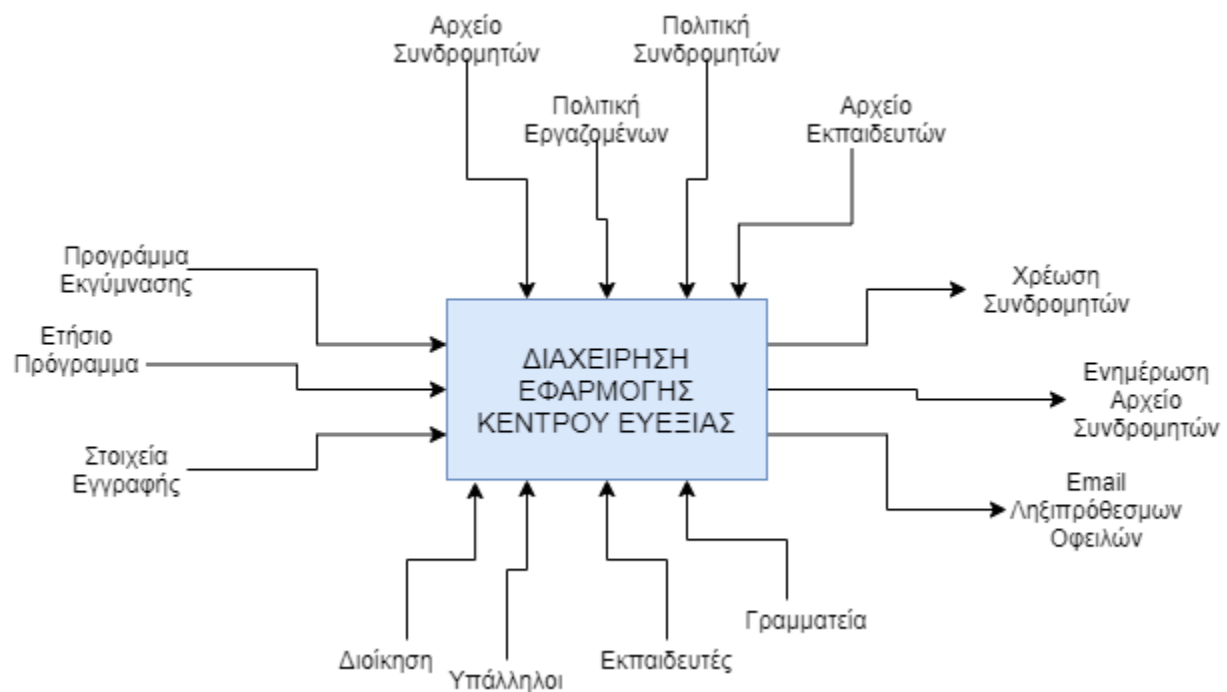 Αρχείο
Συνδρομητών
Πολιτική
Συνδρομητών
Πολιτική
Εργαζομένων
Αρχείο
Εκπαιδευτών
Προγράμμα
Εκγύμνασης
Ετήσιο
Πρόγραμμα
Στοιχεία
Εγγραφής
ΔΙΑΧΕΙΡΗΣΗ
ΕΦΑΡΜΟΓΗΣ
ΚΕΝΤΡΟΥ ΕΥΕΞΙΑΣ
Χρέωση
Συνδρομητών
Ενημέρωση
Αρχείο
Συνδρομητών
Email
Ληξιπρόθεσμων
Οφειλών
Διοίκηση
Υπάλληλοι
Εκπαιδευτές
Γραμματεία